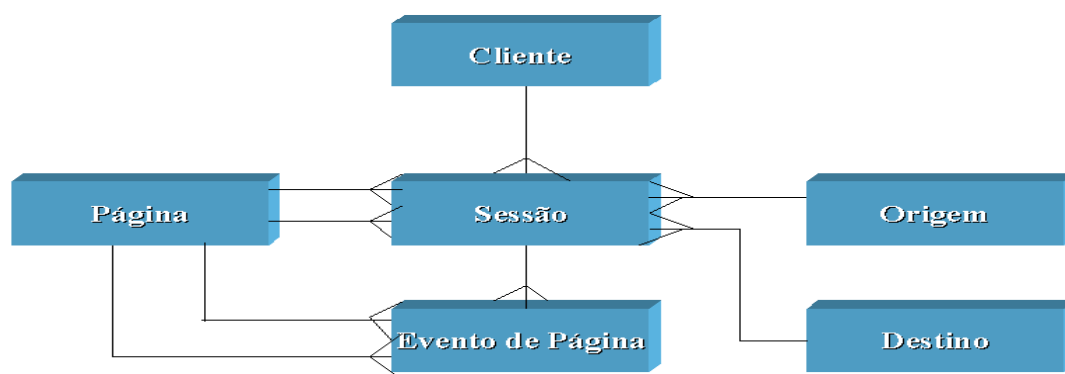 Cliente
Página
Sessão
Origem
Evento de Página
Destino